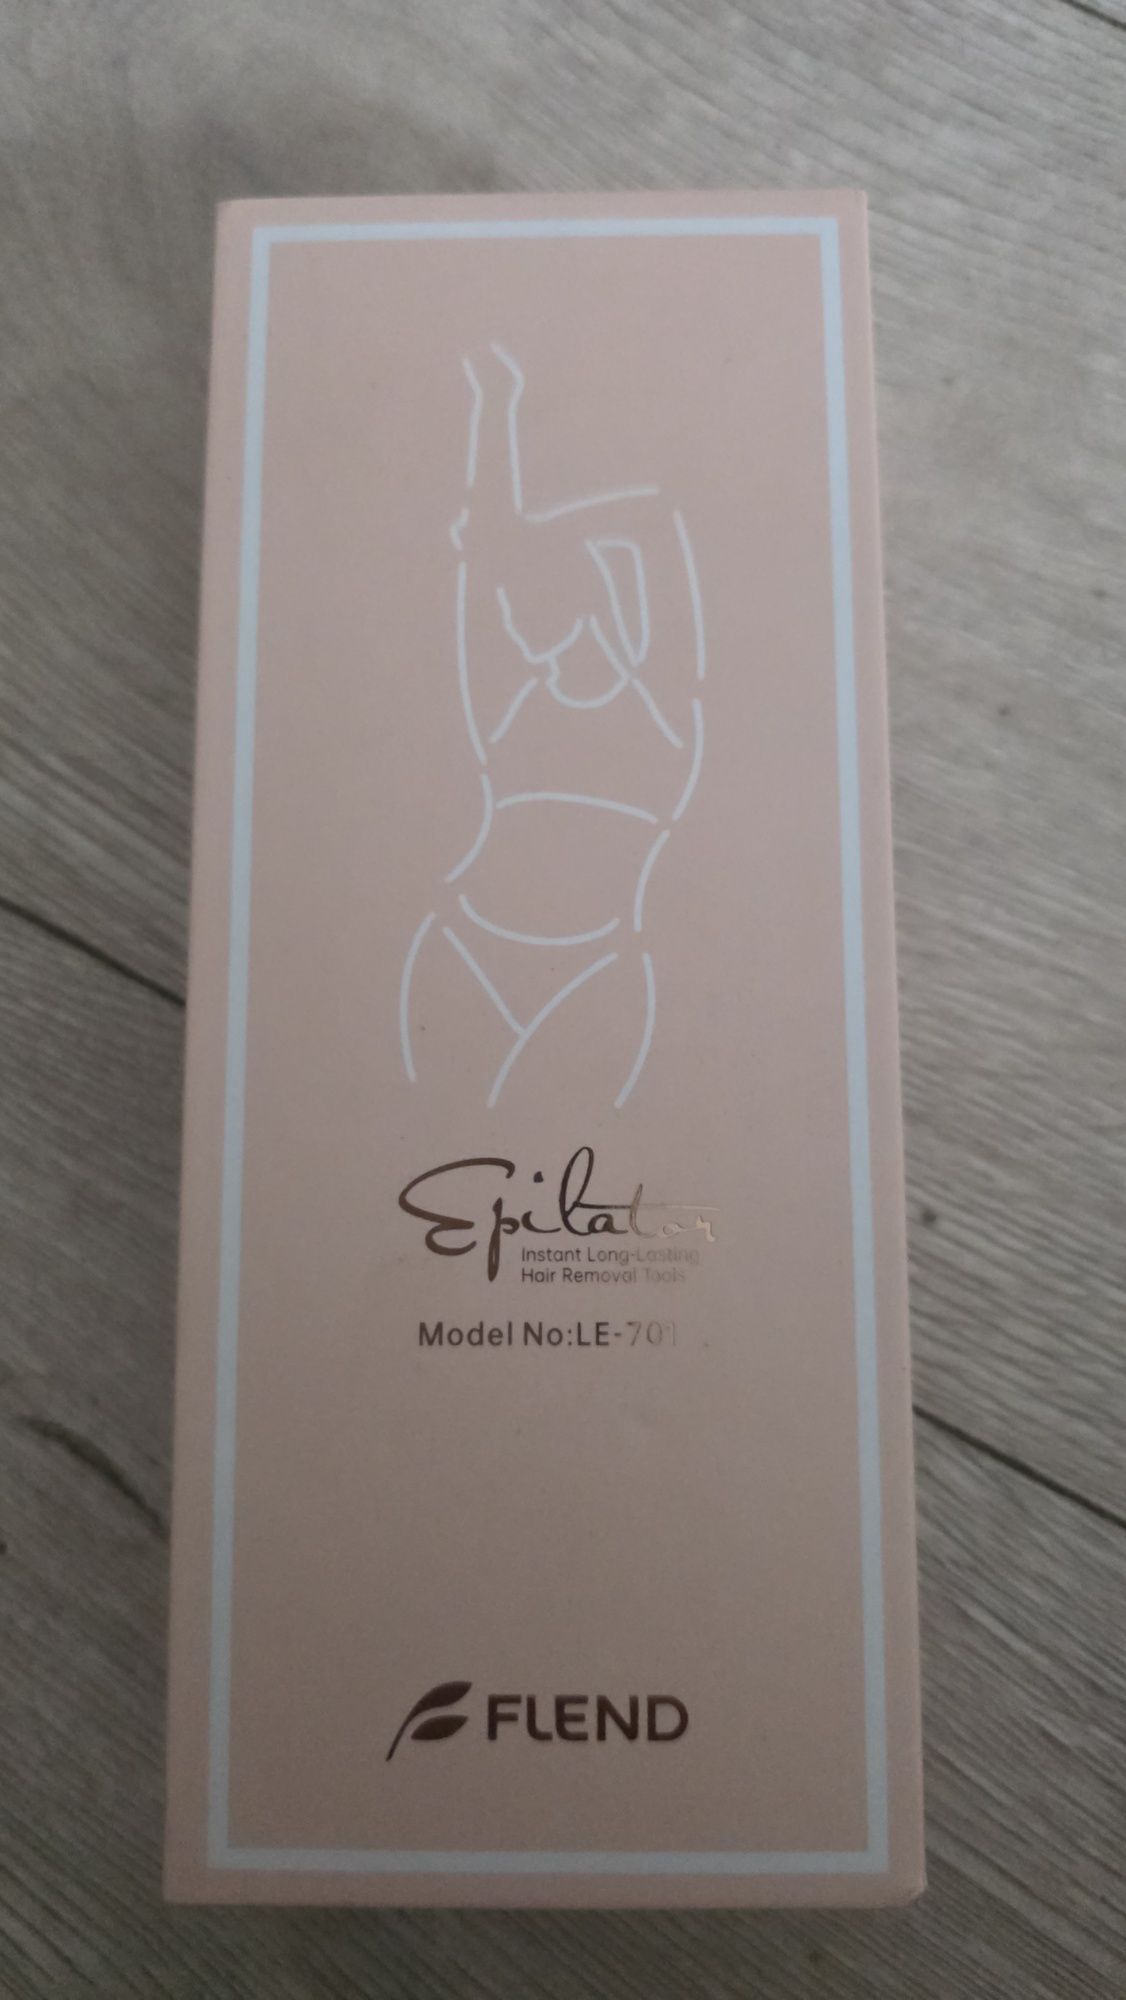 Epilator
Instant Long-Lasting
Hair Removal Tools
Model No:LE-701
FLEND